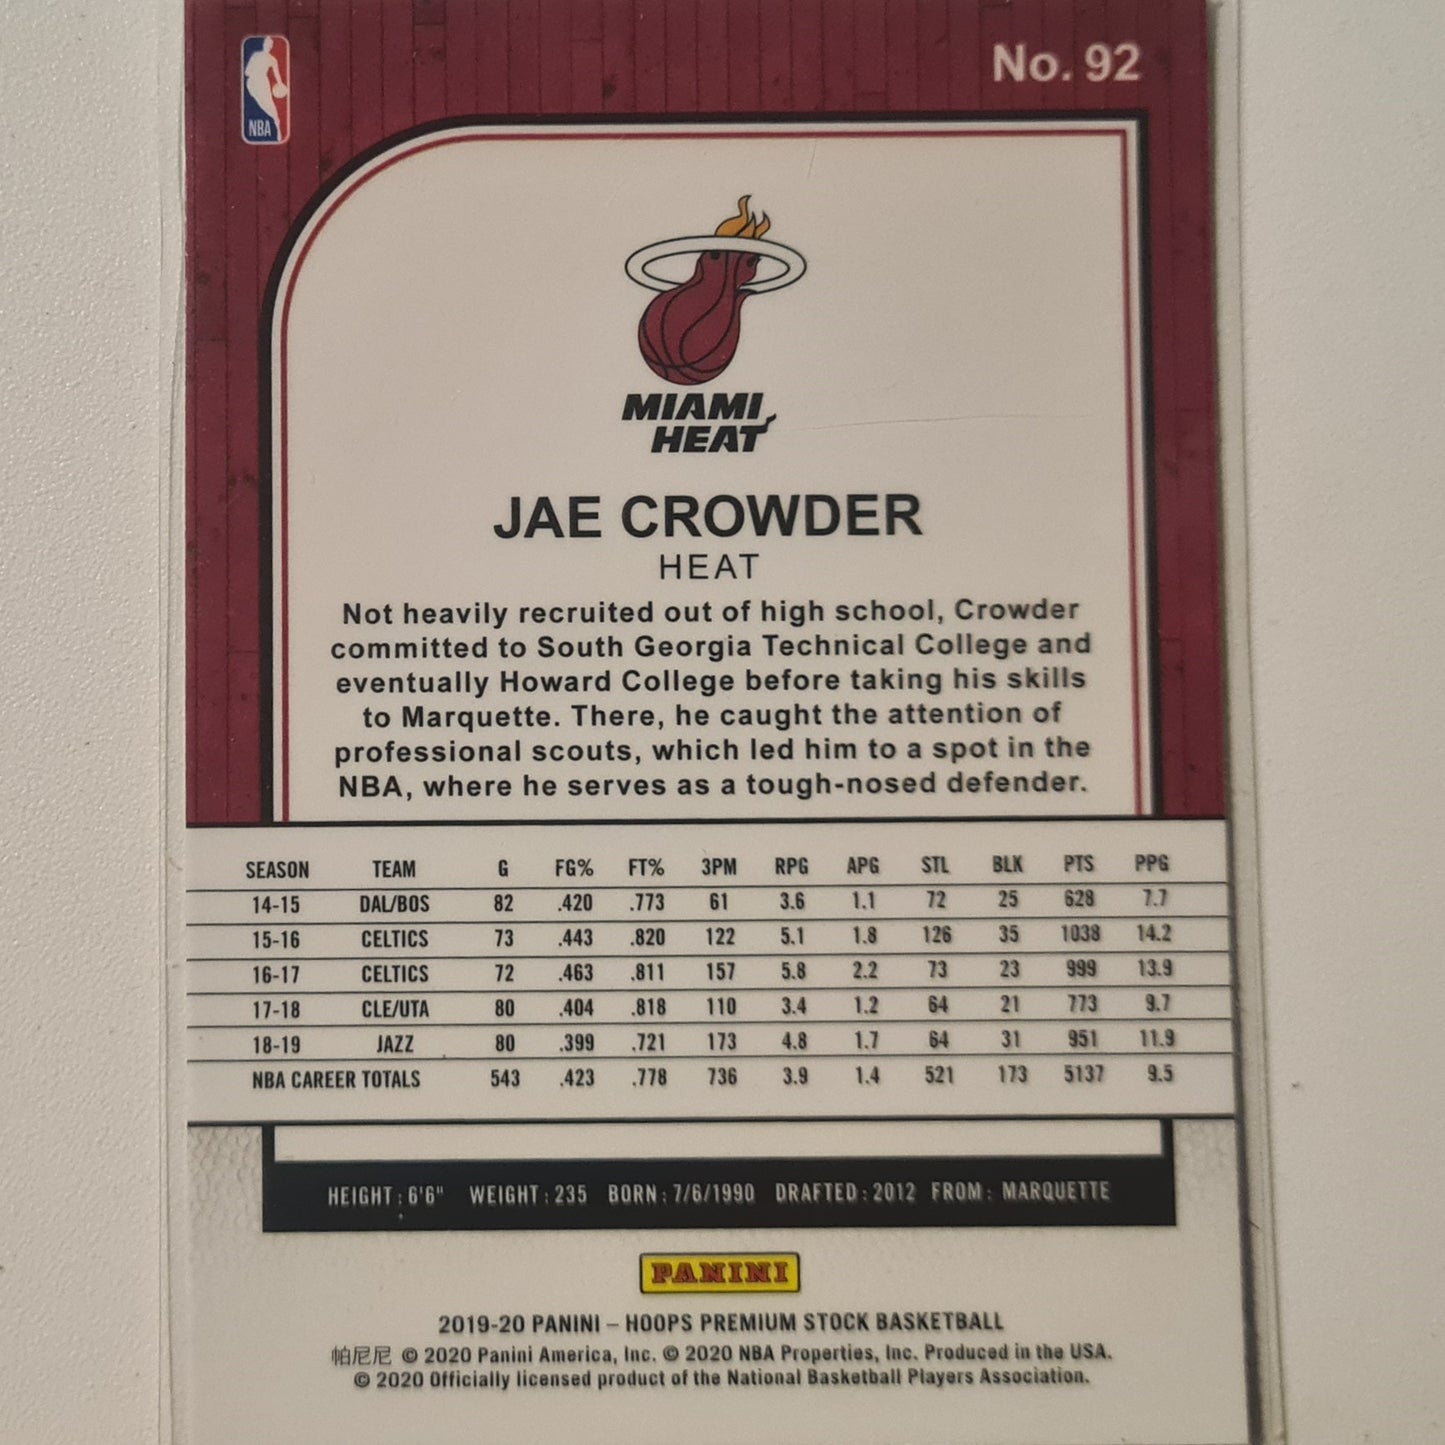 NBA
No. 92
MIAMI
HEAT
JAE CROWDER
HEAT
Not heavily recruited out of high school, Crowder
committed to South Georgia Technical College and
eventually Howard College before taking his skills
to Marquette. There, he caught the attention of
professional scouts, which led him to a spot in the
NBA, where he serves as a tough-nosed defender.
SEASON TEAM G FG% FT% 3PM RPG APG STL BLK PTS PPG
14-15 DAL/BOS 82 .420 .773 61 3.6 1.1 72 25 628 7.7
15-16 CELTICS 73 .443 .820 122 5.1 1.8 126 35 1038 14.2
16-17 CELTICS 72 .463 .811 157 5.8 2.2 73 23 999 13.9
17-18 CLE/UTA 80 .404 .818 110 3.4 1.2 64 21 773 9.7
18-19 JAZZ 80 .399 .721 173 4.8 1.7 64 31 951 11.9
NBA CAREER TOTALS 543 .423 .778 736 3.9 1.4 521 173 5137 9.5
HEIGHT: 6'6" WEIGHT: 235 BORN: 7/6/1990 DRAFTED: 2012 FROM: MARQUETTE
PANINI
2019-20 PANINI – HOOPS PREMIUM STOCK BASKETBALL
帕尼尼 © 2020 Panini America, Inc. © 2020 NBA Properties, Inc. Produced in the USA.
© 2020 Officially licensed product of the National Basketball Players Association.